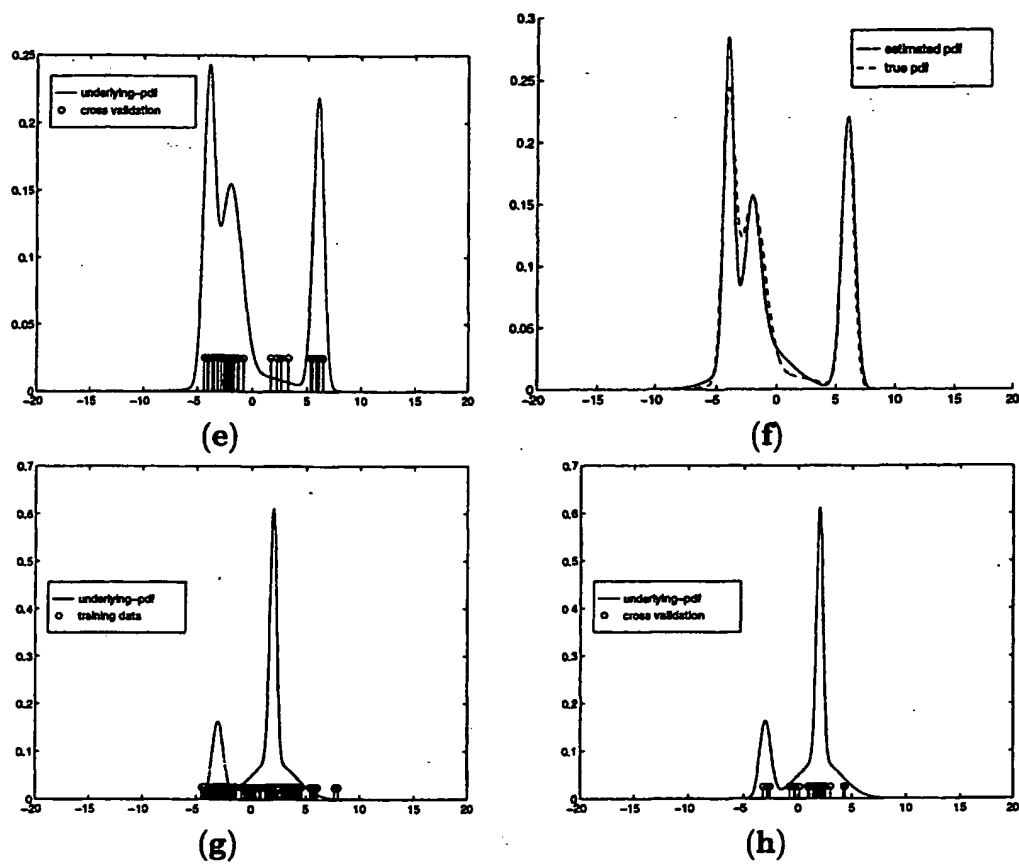 0.25
underlying-pdf
cross validation
0.2
0.15
0.1
0.05
0
-20 -15 -10 -5 0 5 10 15 20
(e)
0.3
estimated pdf
true pdf
0.25
0.2
0.15
0.1
0.05
0
-20 -15 -10 -5 0 5 10 15 20
(f)
0.7
0.6
0.5
underlying-pdf
training data
0.4
0.3
0.2
0.1
0
-20 -15 -10 -5 0 5 10 15 20
(g)
0.7
0.6
0.5
underlying-pdf
cross validation
0.4
0.3
0.2
0.1
0
-20 -15 -10 -5 0 5 10 15 20
(h)